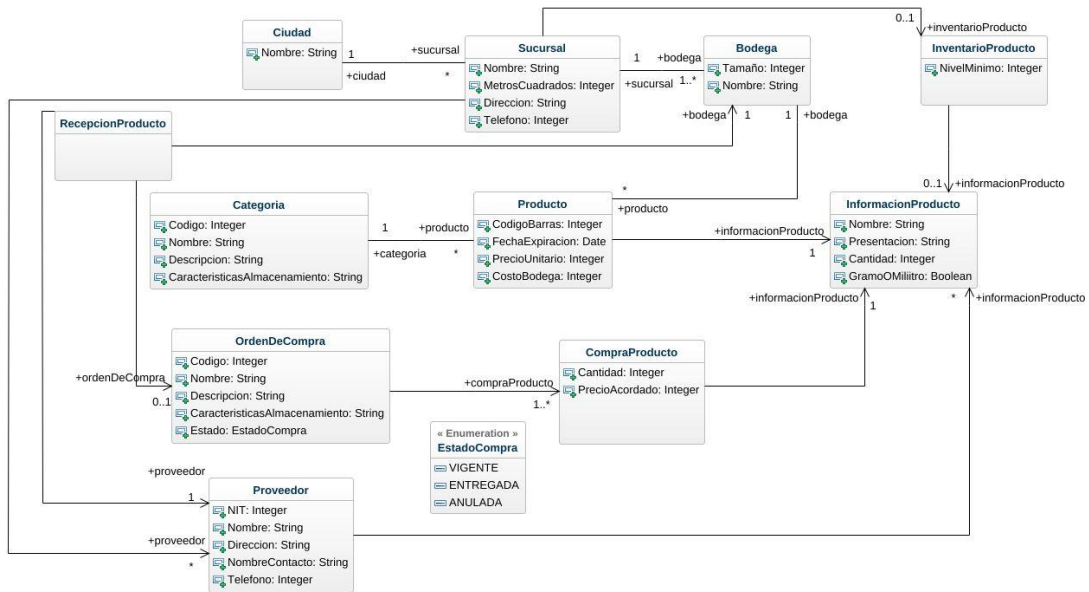 Ciudad
Nombre: String
1
+ciudad
+sucursal
*
Sucursal
Nombre: String
MetrosCuadrados: Integer
Direccion: String
Telefono: Integer
1
+sucursal
+bodega
1..*
Bodega
Tamaño: Integer
Nombre: String
0..1
+inventarioProducto
InventarioProducto
NivelMinimo: Integer
RecepcionProducto
+bodega
1
1
+bodega
*
+producto
0..1
+informacionProducto
Categoria
Codigo: Integer
Nombre: String
Descripcion: String
CaracteristicasAlmacenamiento: String
1
+categoria
+producto
*
Producto
CodigoBarras: Integer
FechaExpiracion: Date
PrecioUnitario: Integer
CostoBodega: Integer
+informacionProducto
1
InformacionProducto
Nombre: String
Presentacion: String
Cantidad: Integer
GramoOMiliitro: Boolean
+informacionProducto
1
*
+informacionProducto
OrdenDeCompra
Codigo: Integer
Nombre: String
Descripcion: String
CaracteristicasAlmacenamiento: String
Estado: EstadoCompra
+ordenDeCompra
0..1
+compraProducto
1..*
CompraProducto
Cantidad: Integer
PrecioAcordado: Integer
« Enumeration »
EstadoCompra
VIGENTE
ENTREGADA
ANULADA
+proveedor
1
+proveedor
*
Proveedor
NIT: Integer
Nombre: String
Direccion: String
NombreContacto: String
Telefono: Integer